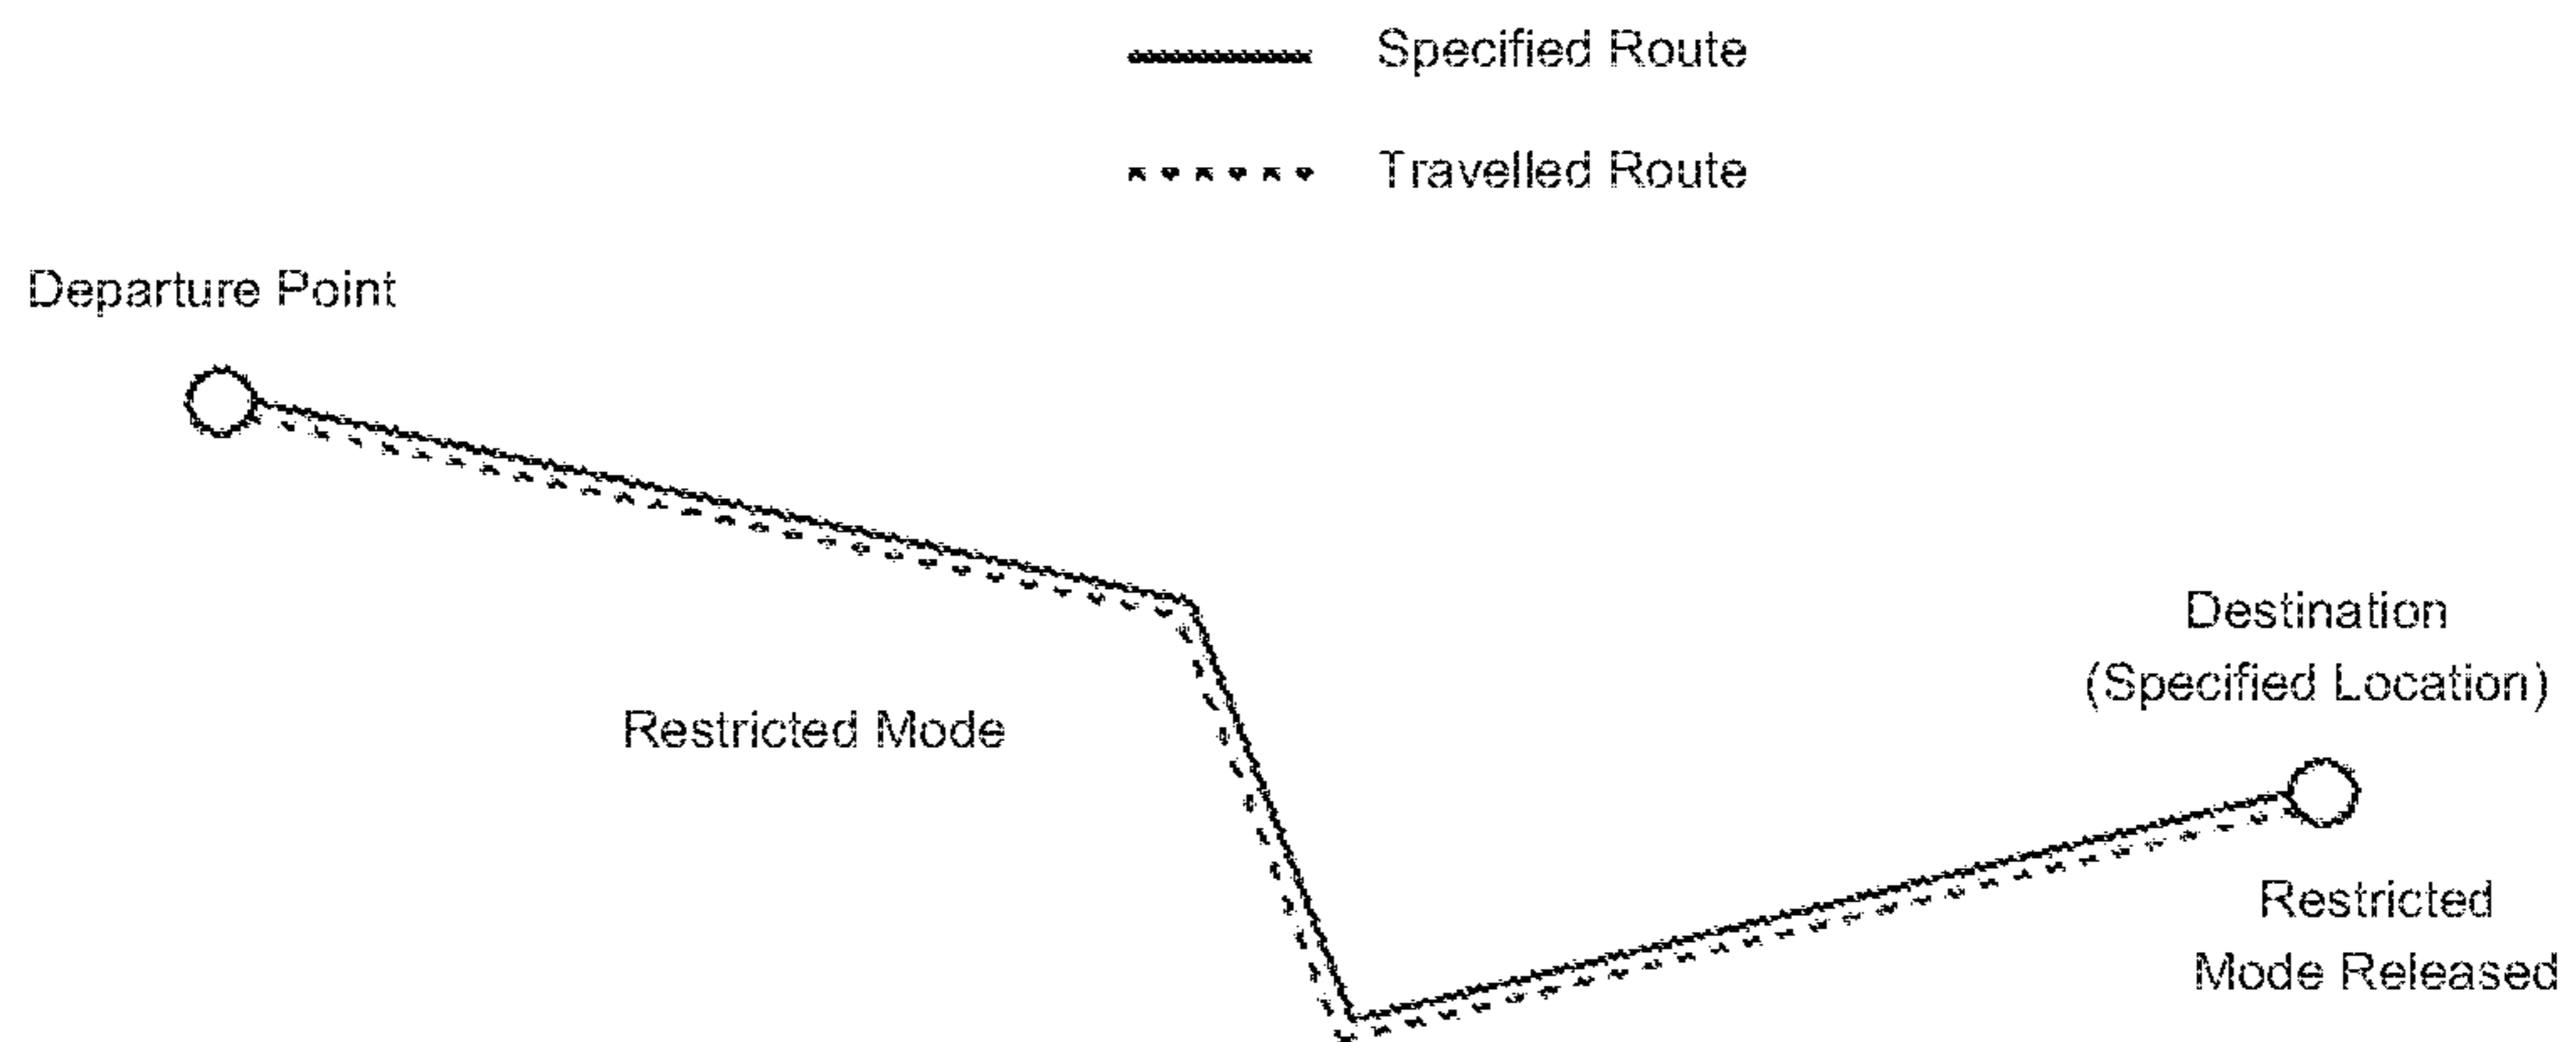 Specified Route
Travelled Route
Departure Point
Destination
(Specified Location)
Restricted Mode
Restricted
Mode Released